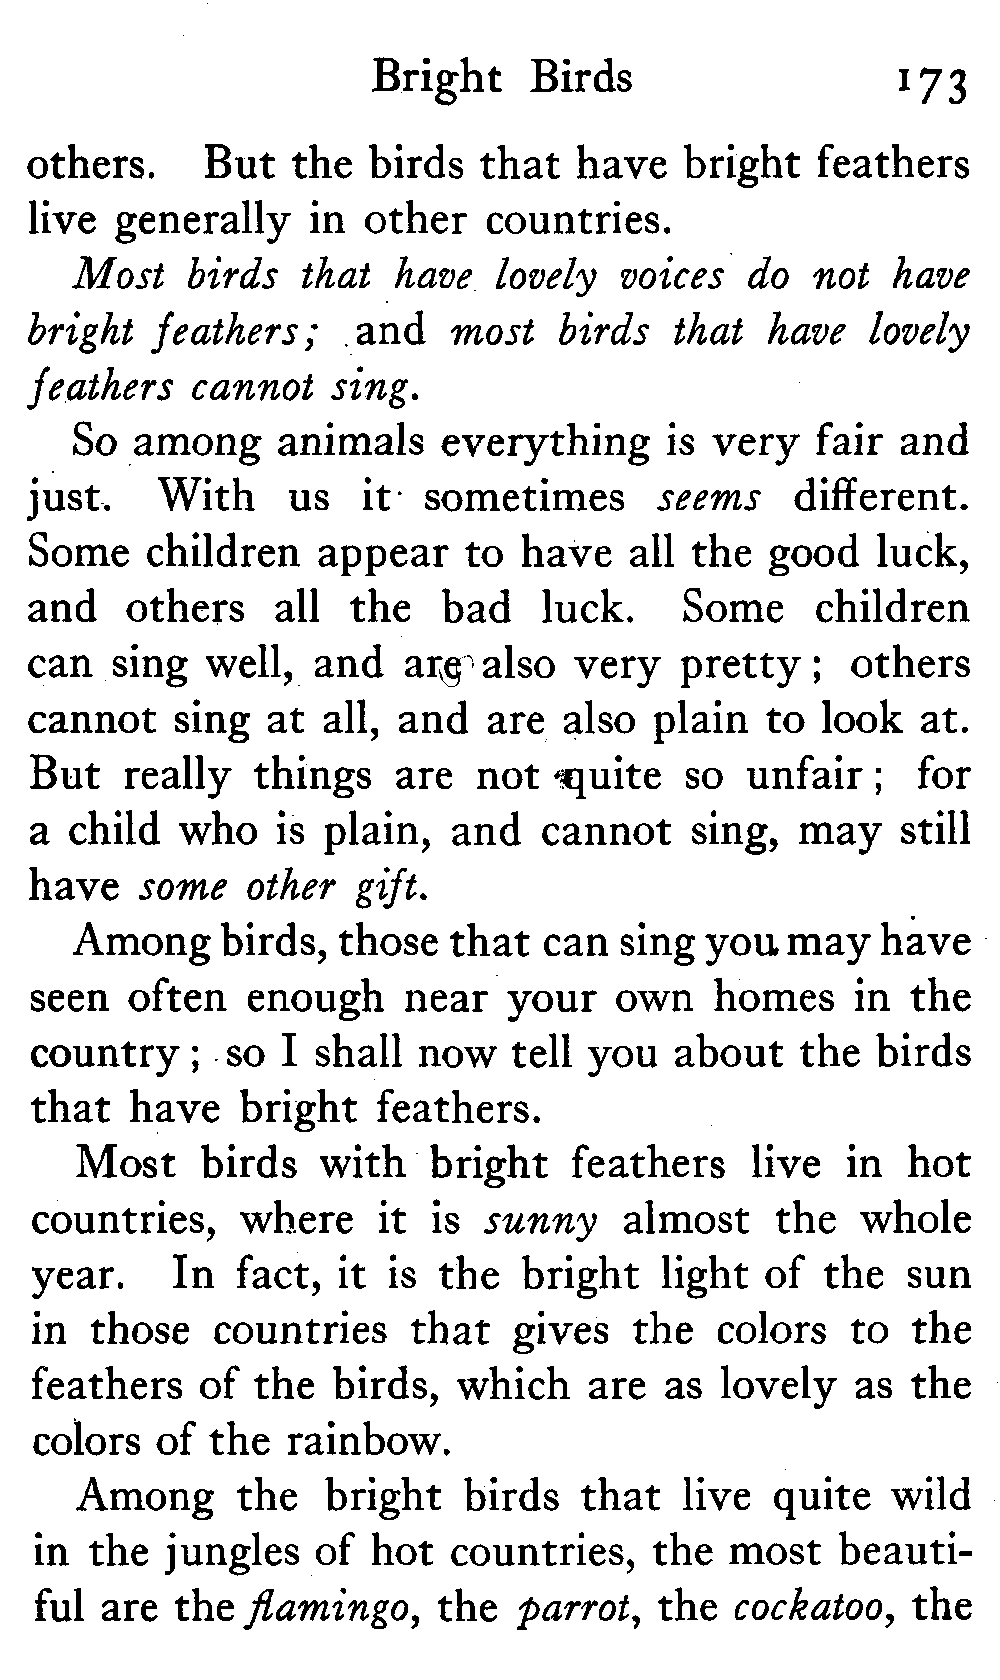 Bright Birds 173
others. But the birds that have bright feathers
live generally in other countries.
Most birds that have lovely voices do not have
bright feathers; and most birds that have lovely
feathers cannot sing.
So among animals everything is very fair and
just. With us it sometimes seems different.
Some children appear to have all the good luck,
and others all the bad luck. Some children
can sing well, and are also very pretty; others
cannot sing at all, and are also plain to look at.
But really things are not quite so unfair; for
a child who is plain, and cannot sing, may still
have some other gift.
Among birds, those that can sing you may have
seen often enough near your own homes in the
country; so I shall now tell you about the birds
that have bright feathers.
Most birds with bright feathers live in hot
countries, where it is sunny almost the whole
year. In fact, it is the bright light of the sun
in those countries that gives the colors to the
feathers of the birds, which are as lovely as the
colors of the rainbow.
Among the bright birds that live quite wild
in the jungles of hot countries, the most beauti-
ful are the flamingo, the parrot, the cockatoo, the